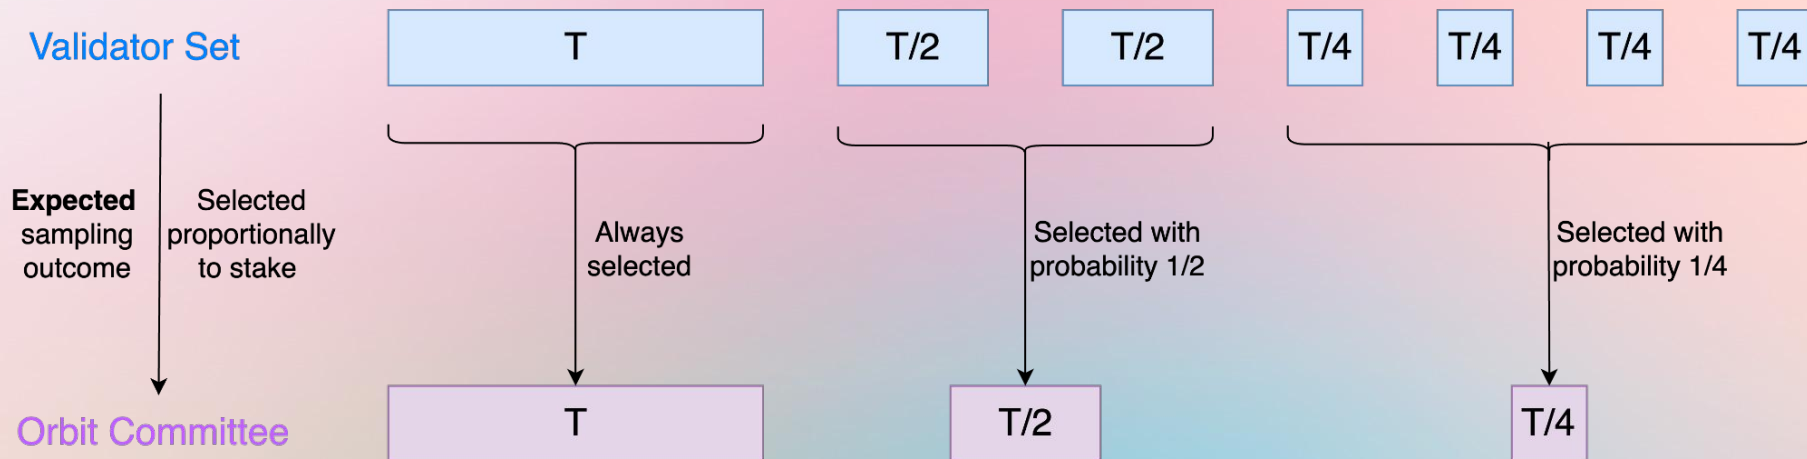 Validator Set
T
T/2
T/2
T/4
T/4
T/4
T/4
Expected
sampling
outcome
Selected
proportionally
to stake
Always
selected
Selected with
probability 1/2
Selected with
probability 1/4
Orbit Committee
T
T/2
T/4